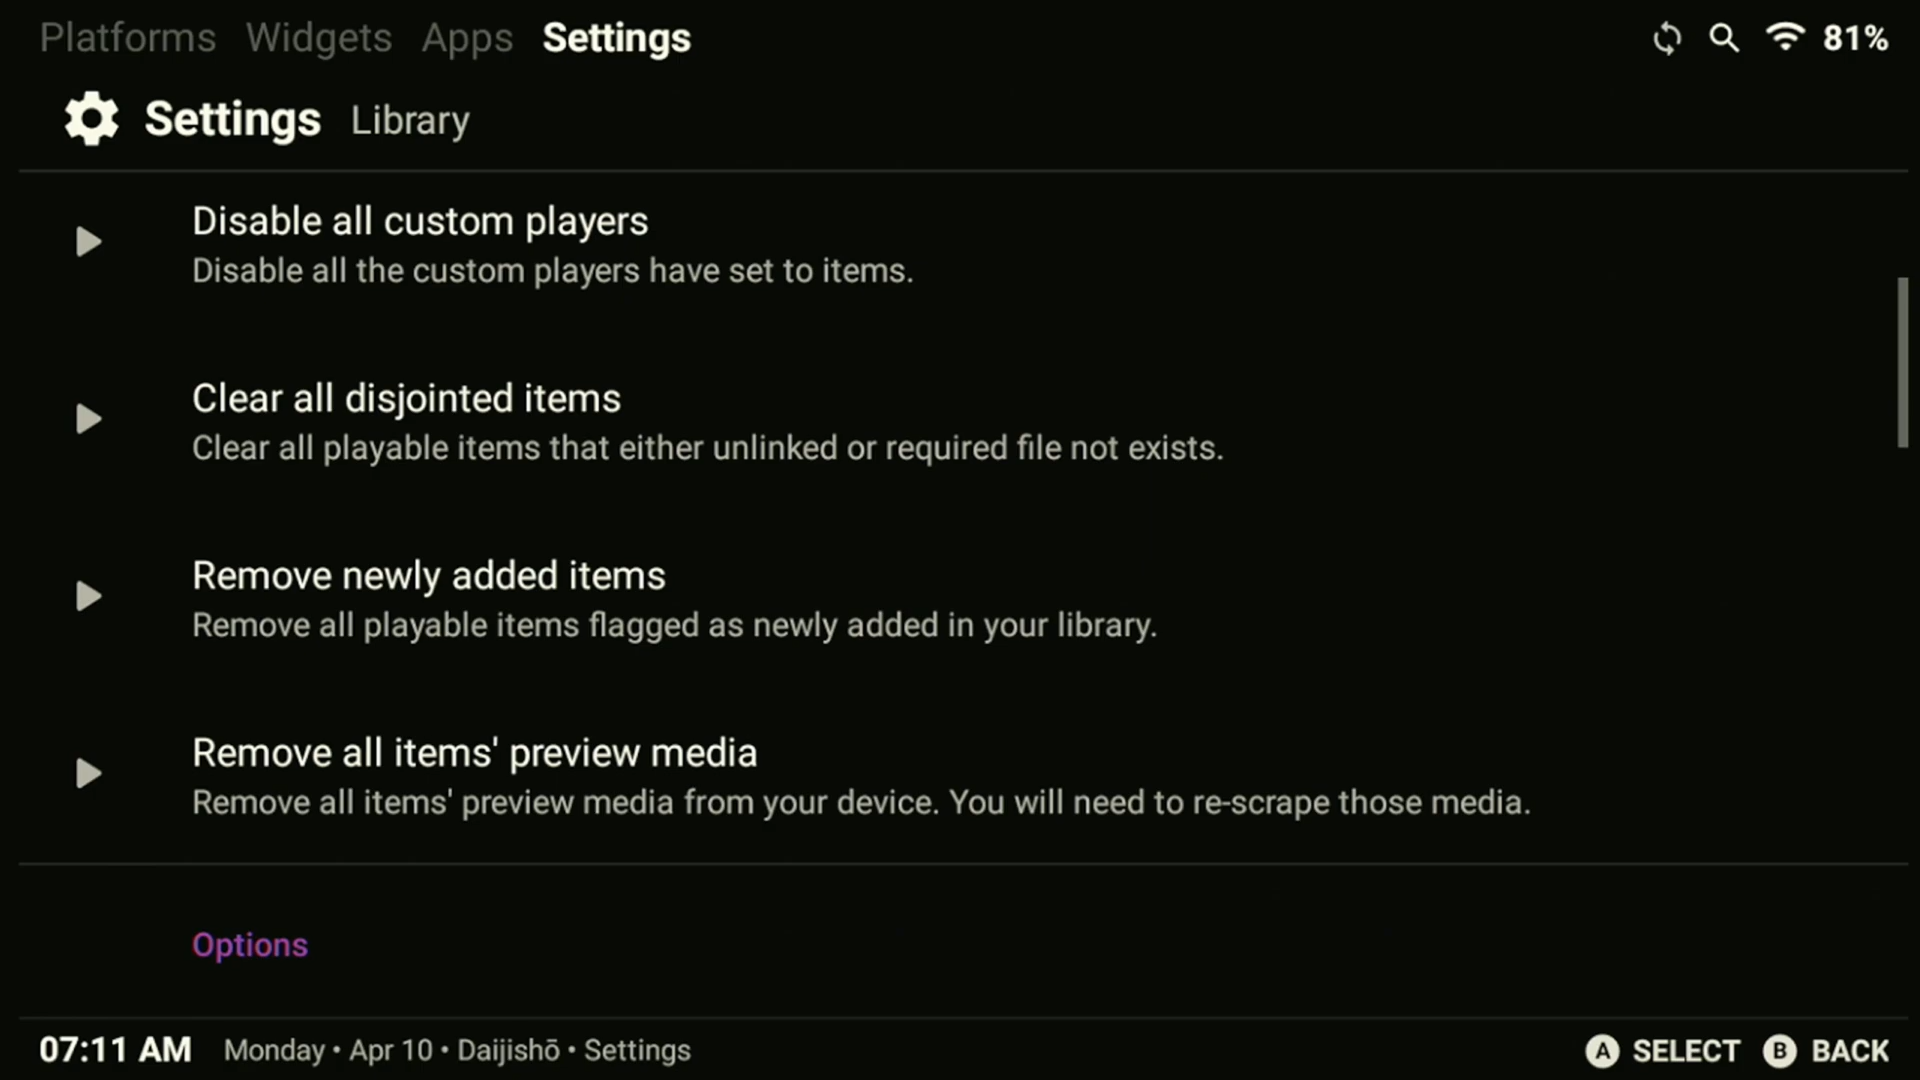 Platforms Widgets Apps Settings 81%
Settings Library
Disable all custom players
Disable all the custom players have set to items.
Clear all disjointed items
Clear all playable items that either unlinked or required file not exists.
Remove newly added items
Remove all playable items flagged as newly added in your library.
Remove all items' preview media
Remove all items' preview media from your device. You will need to re-scrape those media.
Options
07:11 AM Monday • Apr 10 • Daijishō • Settings A SELECT B BACK